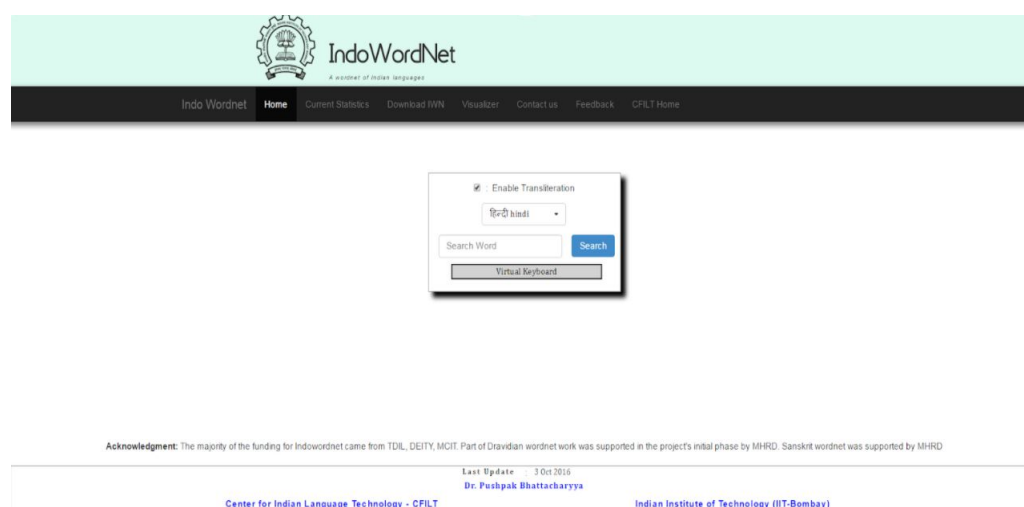 IndoWordNet
A wordnet of Indian languages
Indo Wordnet Home Current Statistics Download IWN Visualizer Contact us Feedback CFILT Home
: Enable Transliteration
हिन्दी hindi
Search Word Search
Virtual Keyboard
Acknowledgment: The majority of the funding for Indowordnet came from TDIL, DEITY, MCIT. Part of Dravidian wordnet work was supported in the project's initial phase by MHRD. Sanskrit wordnet was supported by MHRD
Last Update : 3 Oct 2016
Dr. Pushpak Bhattacharyya
Center for Indian Language Technology - CFILT Indian Institute of Technology (IIT-Bombay)